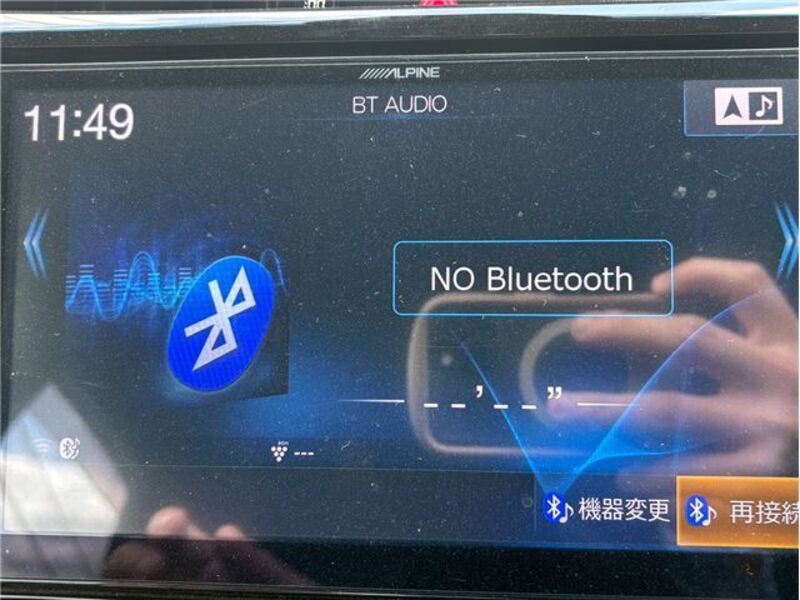 ALPINE
BT AUDIO
11:49
NO Bluetooth
_ _ ' _ _ "
---
機器変更
再接続